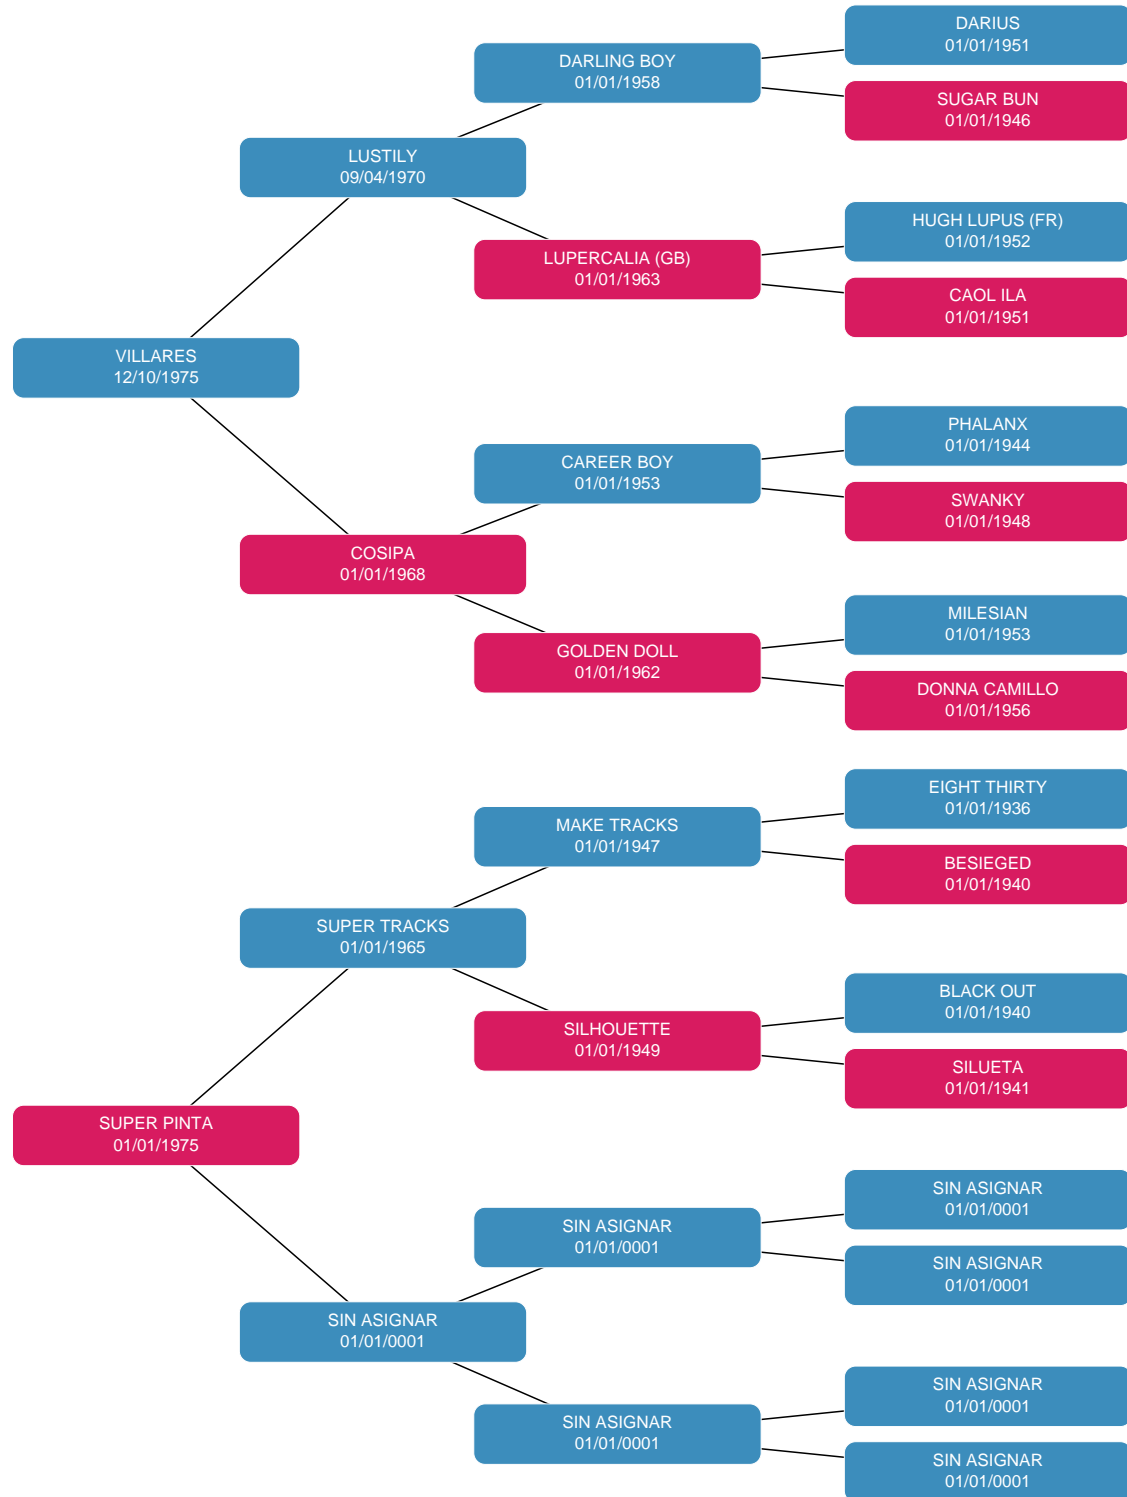 DARIUS
01/01/1951
DARLING BOY
01/01/1958
SUGAR BUN
01/01/1946
LUSTILY
09/04/1970
HUGH LUPUS (FR)
01/01/1952
LUPERCALIA (GB)
01/01/1963
CAOL ILA
01/01/1951
VILLARES
12/10/1975
PHALANX
01/01/1944
CAREER BOY
01/01/1953
SWANKY
01/01/1948
COSIPA
01/01/1968
MILESIAN
01/01/1953
GOLDEN DOLL
01/01/1962
DONNA CAMILLO
01/01/1956
EIGHT THIRTY
01/01/1936
MAKE TRACKS
01/01/1947
BESIEGED
01/01/1940
SUPER TRACKS
01/01/1965
BLACK OUT
01/01/1940
SILHOUETTE
01/01/1949
SILUETA
01/01/1941
SUPER PINTA
01/01/1975
SIN ASIGNAR
01/01/0001
SIN ASIGNAR
01/01/0001
SIN ASIGNAR
01/01/0001
SIN ASIGNAR
01/01/0001
SIN ASIGNAR
01/01/0001
SIN ASIGNAR
01/01/0001
SIN ASIGNAR
01/01/0001